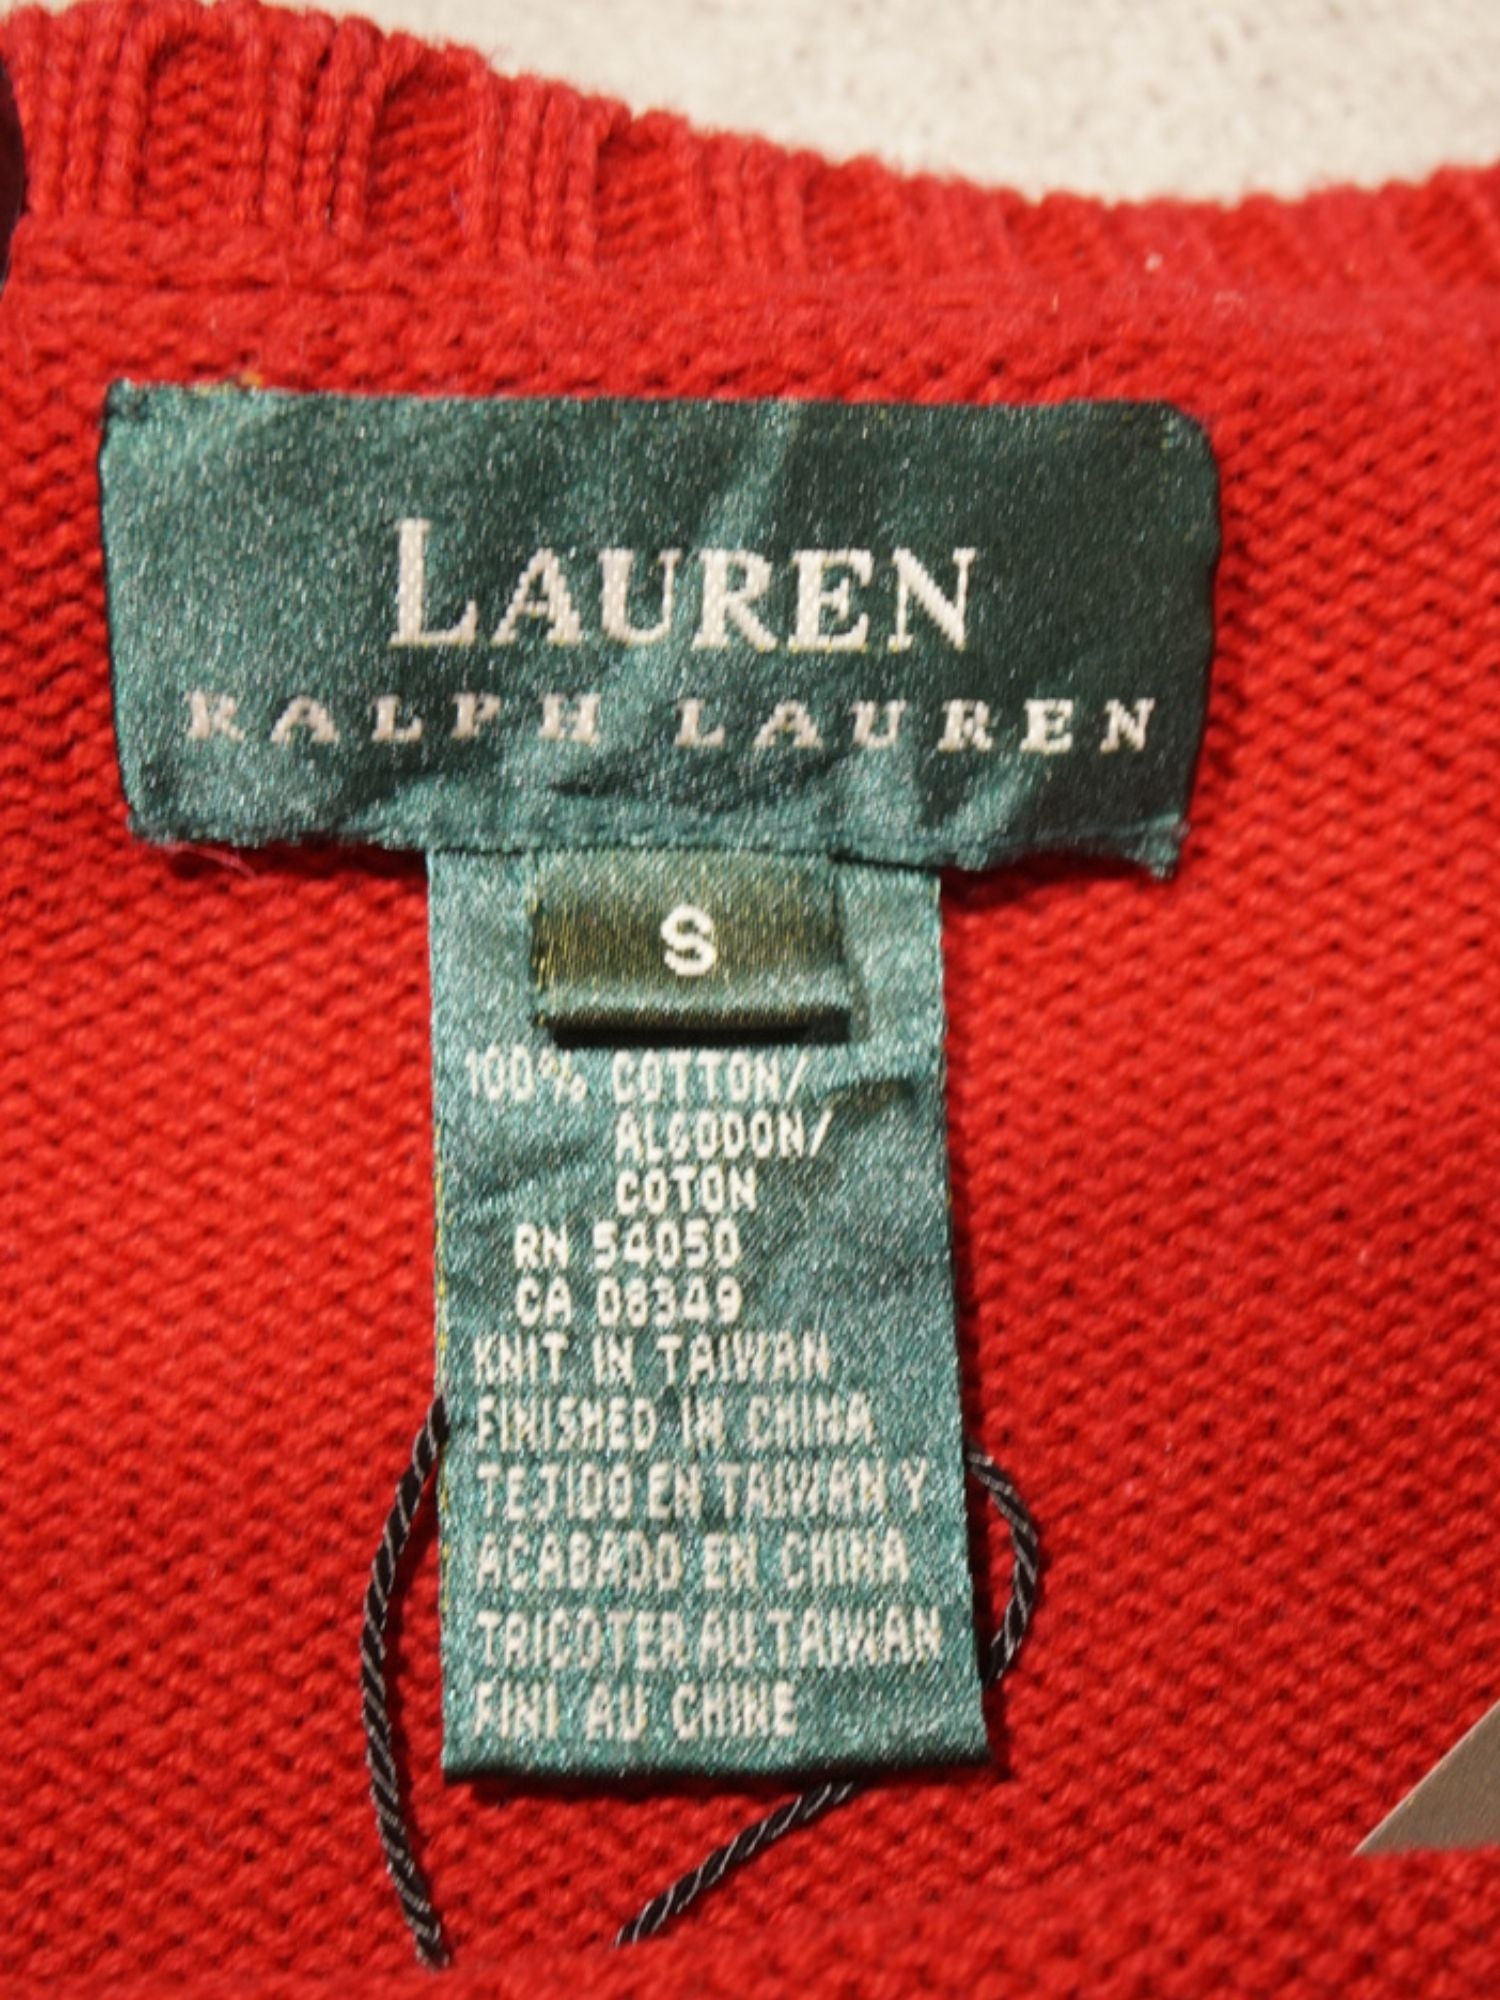 LAUREN
RALPH LAUREN
S
100% COTTON/
ALGODON/
COTON
RN 54050
CA 08349
KNIT IN TAIWAN
FINISHED IN CHINA
TEJIDO EN TAIWAN Y
ACABADO EN CHINA
TRICOTER AU TAIWAN
FINI AU CHINE